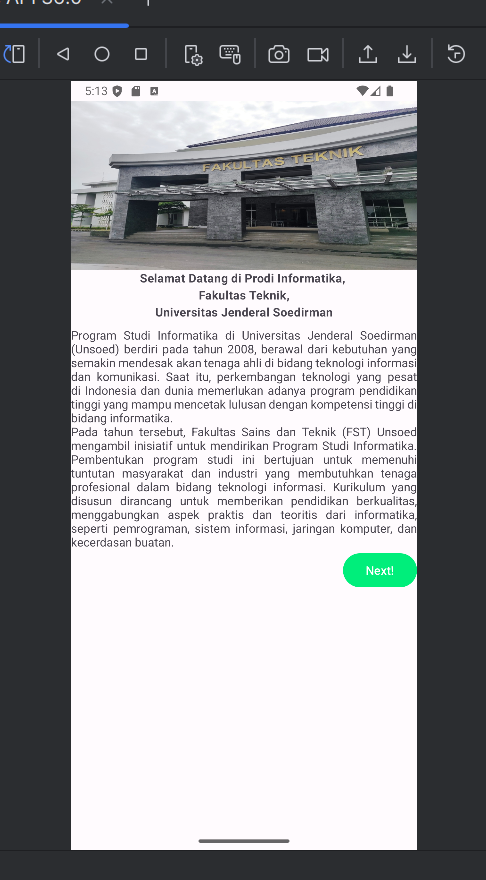 5:13
FAKULTAS TEKNIK
Selamat Datang di Prodi Informatika,
Fakultas Teknik,
Universitas Jenderal Soedirman
Program Studi Informatika di Universitas Jenderal Soedirman
(Unsoed) berdiri pada tahun 2008, berawal dari kebutuhan yang
semakin mendesak akan tenaga ahli di bidang teknologi informasi
dan komunikasi. Saat itu, perkembangan teknologi yang pesat
di Indonesia dan dunia memerlukan adanya program pendidikan
tinggi yang mampu mencetak lulusan dengan kompetensi tinggi di
bidang informatika.
Pada tahun tersebut, Fakultas Sains dan Teknik (FST) Unsoed
mengambil inisiatif untuk mendirikan Program Studi Informatika.
Pembentukan program studi ini bertujuan untuk memenuhi
tuntutan masyarakat dan industri yang membutuhkan tenaga
profesional dalam bidang teknologi informasi. Kurikulum yang
disusun dirancang untuk memberikan pendidikan berkualitas,
menggabungkan aspek praktis dan teoritis dari informatika,
seperti pemrograman, sistem informasi, jaringan komputer, dan
kecerdasan buatan.
Next!